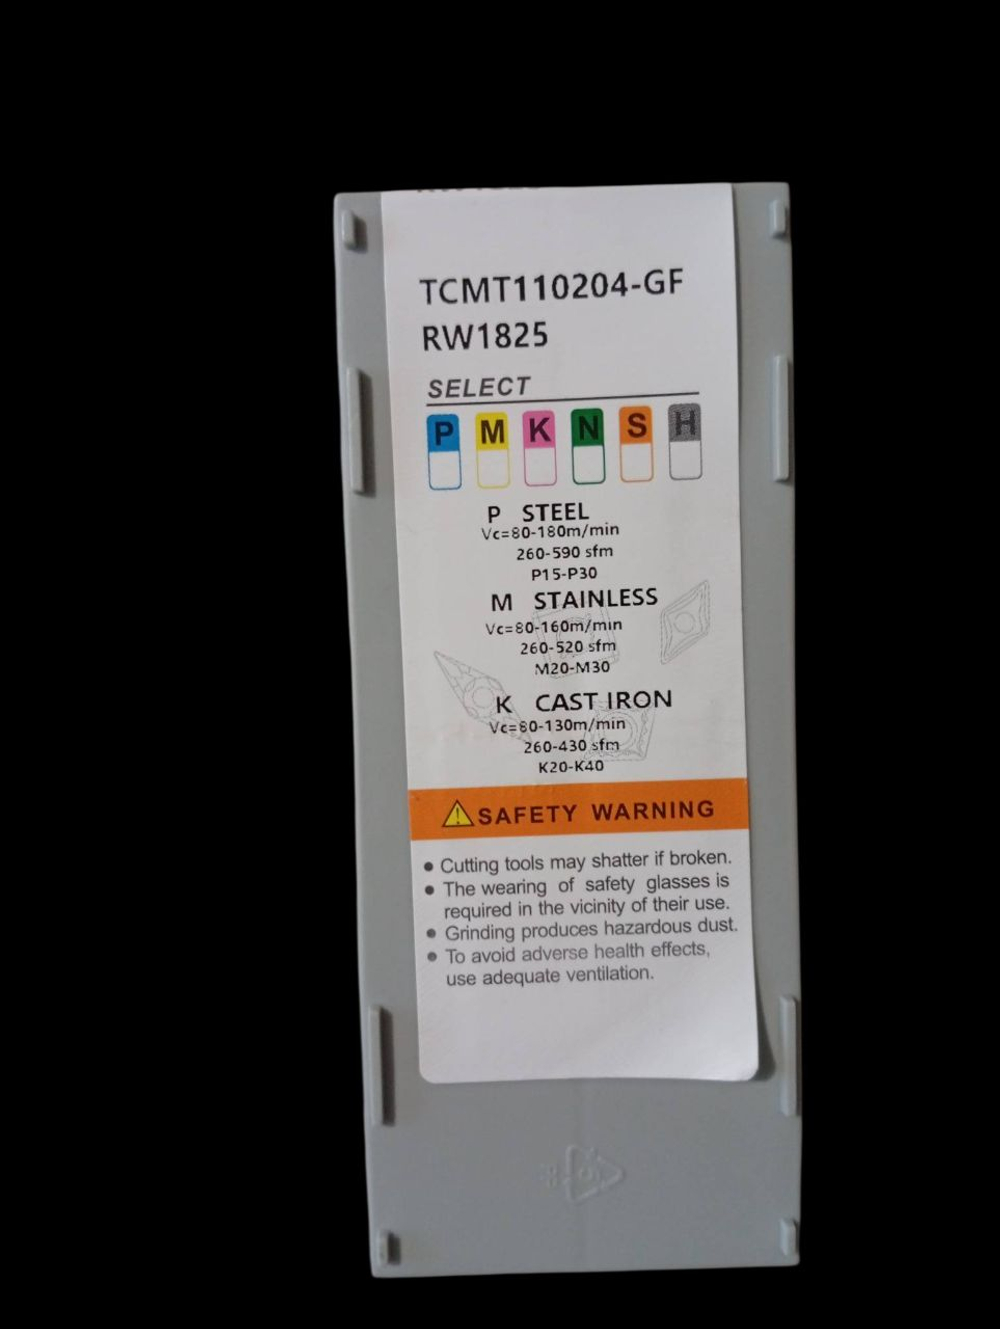 TCMT110204-GF
RW1825
SELECT
P M K N S H
P STEEL
Vc=80-180m/min
260-590 sfm
P15-P30
M STAINLESS
Vc=80-160m/min
260-520 sfm
M20-M30
K CAST IRON
Vc=80-130m/min
260-430 sfm
K20-K40
SAFETY WARNING
• Cutting tools may shatter if broken.
• The wearing of safety glasses is
required in the vicinity of their use.
• Grinding produces hazardous dust.
• To avoid adverse health effects,
use adequate ventilation.